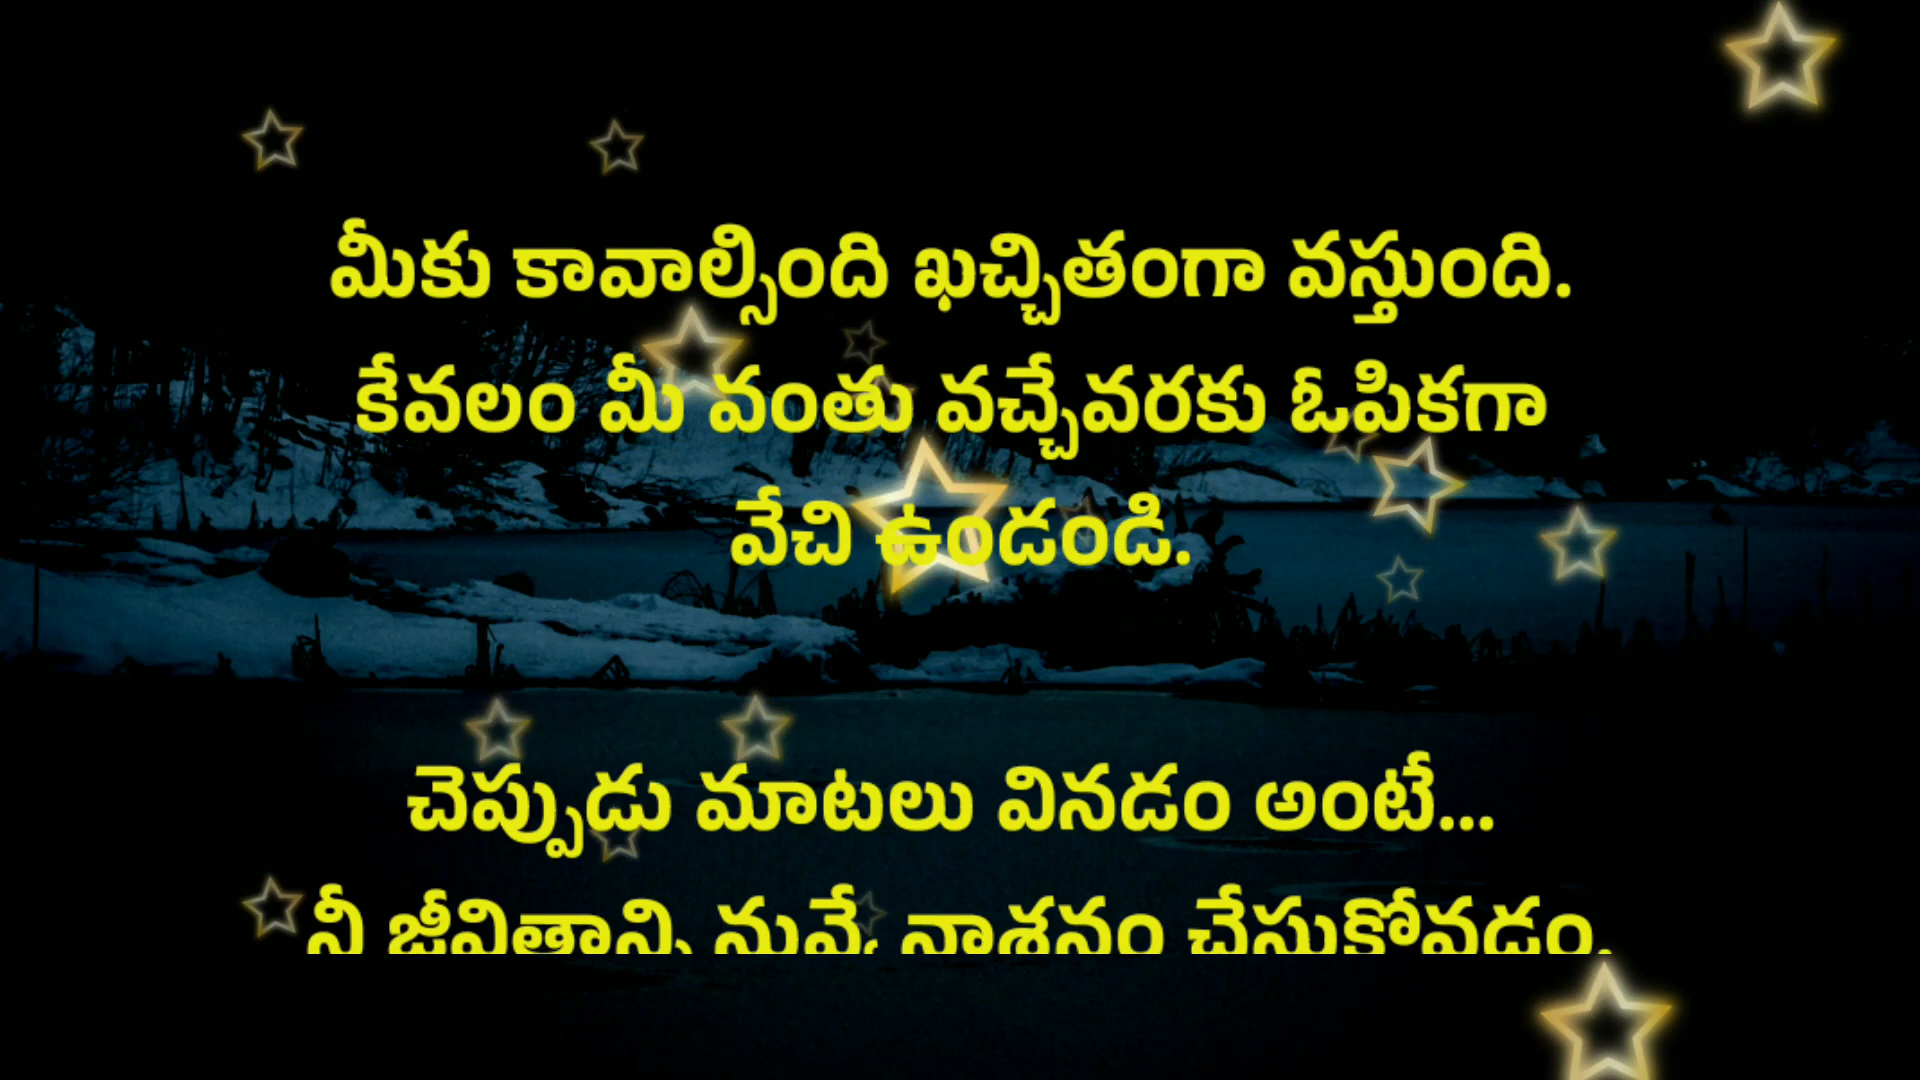 మీకు కావాల్సింది ఖచ్చితంగా వస్తుంది.
కేవలం మీ వంతు వచ్చేవరకు ఓపికగా
వేచి ఉండండి.
చెప్పుడు మాటలు వినడం అంటే...
నీ జీవితాన్ని నువ్వే నాశనం చేసుకోవడం.